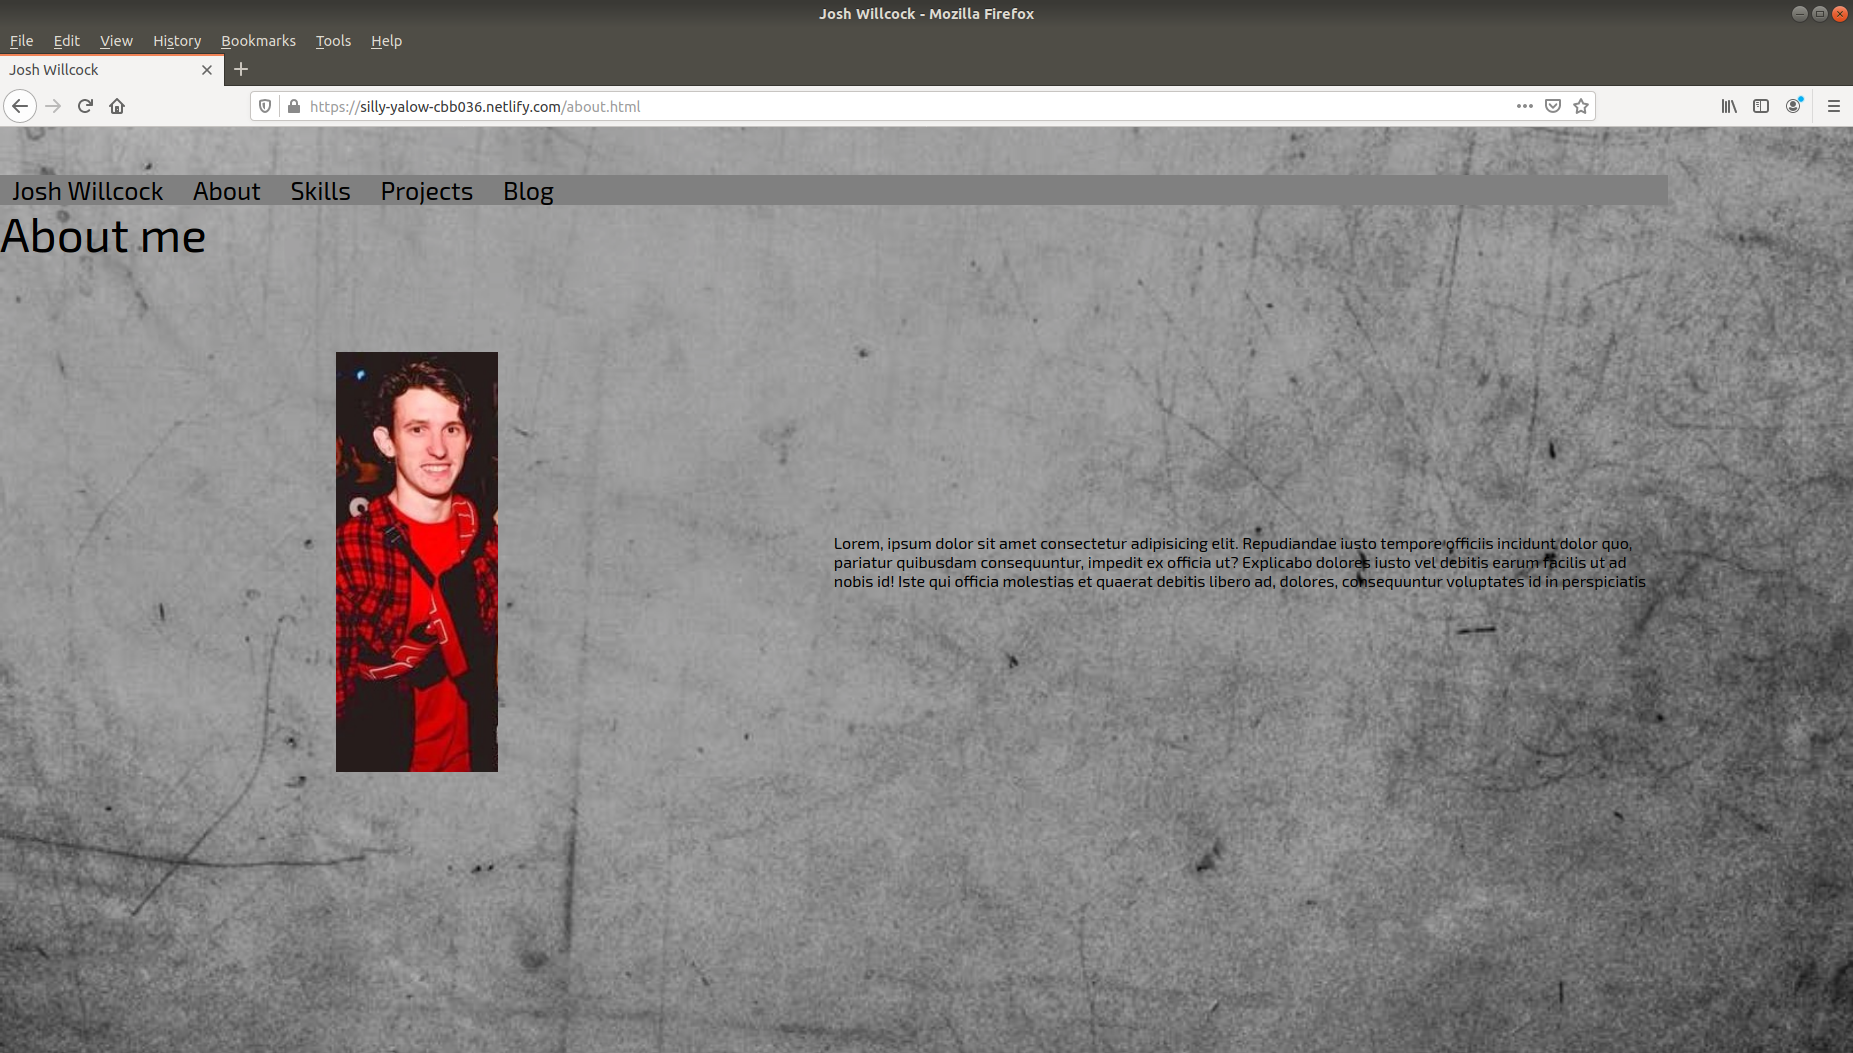 Josh Willcock - Mozilla Firefox
File Edit View History Bookmarks Tools Help
Josh Willcock
https://silly-yalow-cbb036.netlify.com/about.html
Josh Willcock About Skills Projects Blog
About me
Lorem, ipsum dolor sit amet consectetur adipisicing elit. Repudiandae iusto tempore officiis incidunt dolor quo,
pariatur quibusdam consequuntur, impedit ex officia ut? Explicabo dolores iusto vel debitis earum facilis ut ad
nobis id! Iste qui officia molestias et quaerat debitis libero ad, dolores, consequuntur voluptates id in perspiciatis